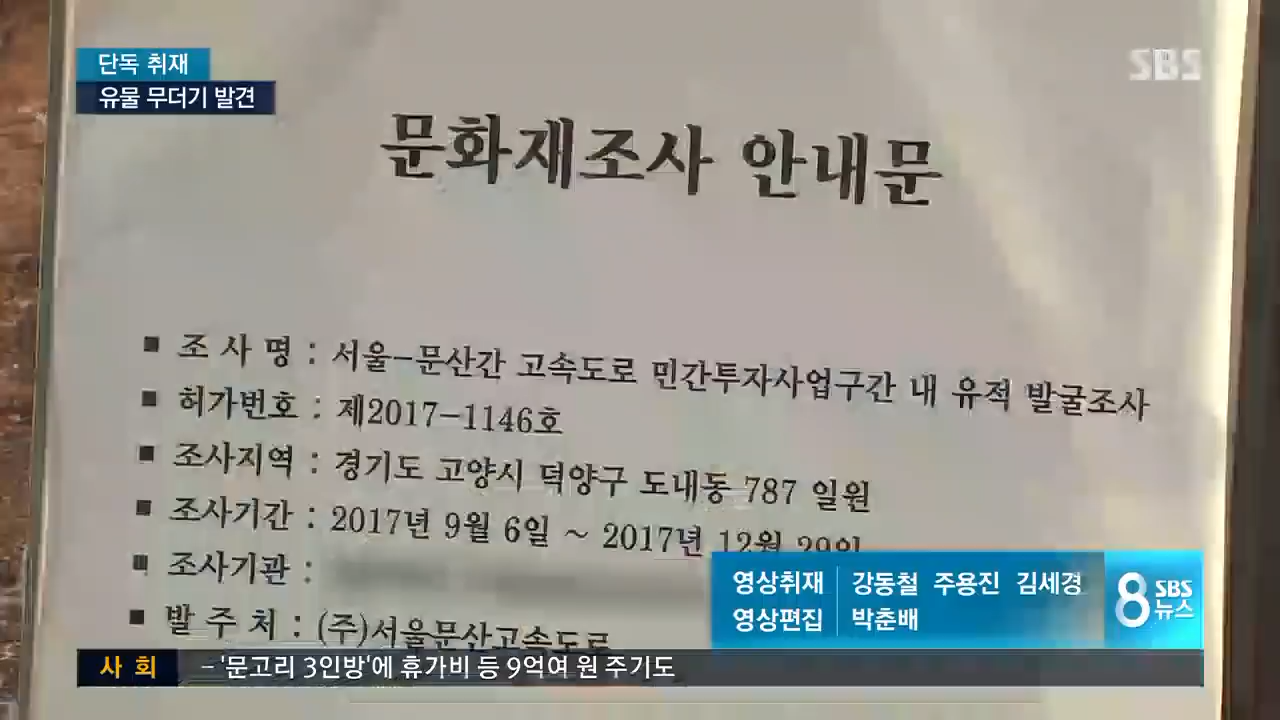 단독 취재
SBS
유물 무더기 발견
문화재조사 안내문
■ 조 사 명 : 서울-문산간 고속도로 민간투자사업구간 내 유적 발굴조사
■ 허가번호 : 제2017-1146호
■ 조사지역 : 경기도 고양시 덕양구 도내동 787 일원
■ 조사기간 : 2017년 9월 6일 ~ 2017년 12월 29일
■ 조사기관 :
■ 발 주 처 : (주)서울문산고속도로
영상취재 강동철 주용진 김세경
영상편집 박춘배
8 SBS 뉴스
사 회 -'문고리 3인방'에 휴가비 등 9억여 원 주기도